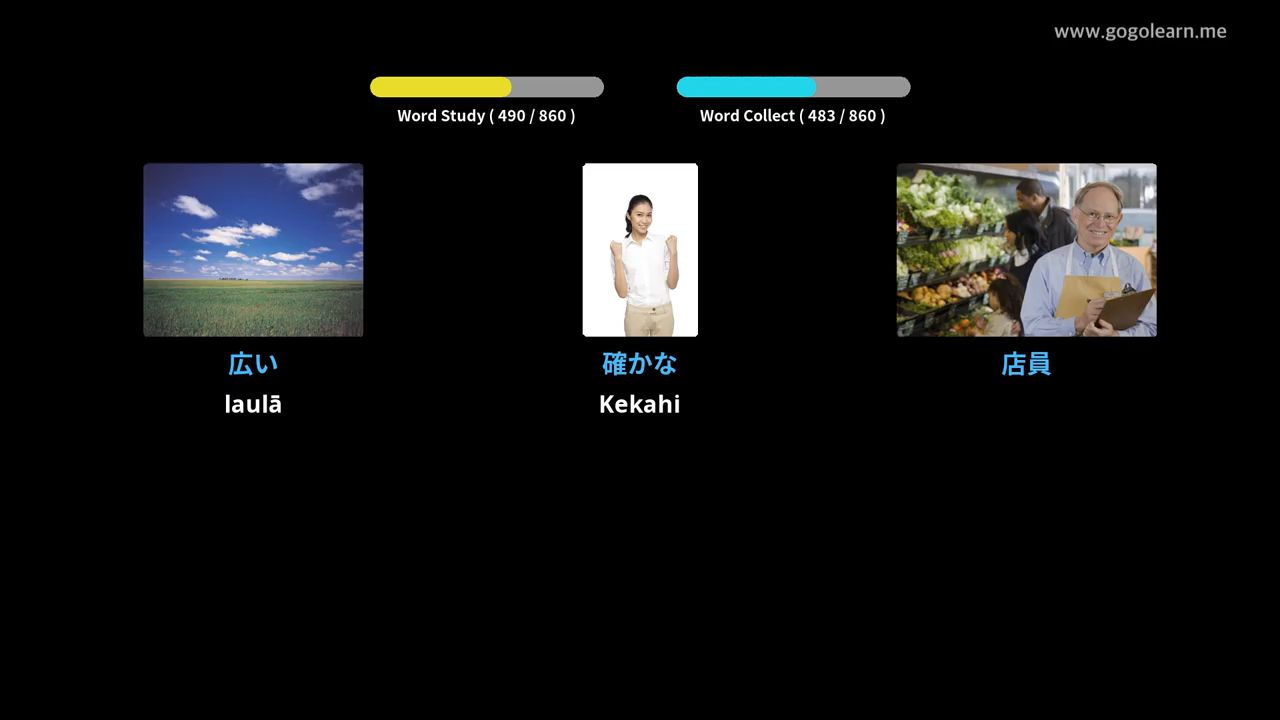 www.gogolearn.me
Word Study ( 490 / 860 )
Word Collect ( 483 / 860 )
広い
確かな
店員
laulā
Kekahi